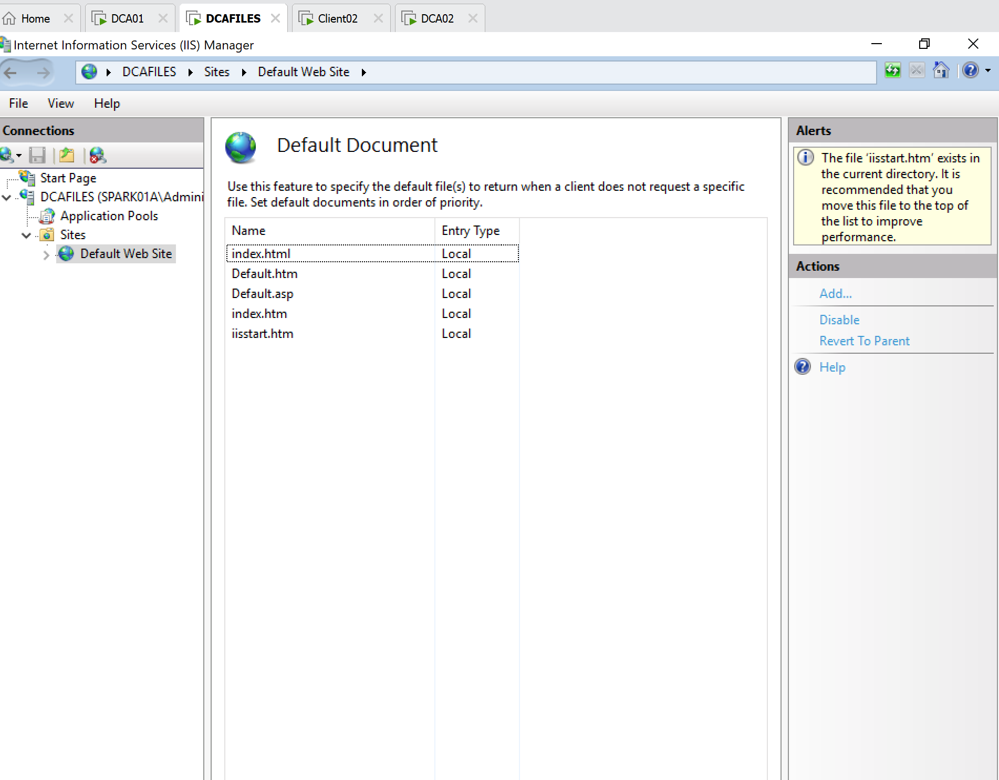 Home
DCA01
DCAFILES
Client02
DCA02
Internet Information Services (IIS) Manager
DCAFILES
Sites
Default Web Site
File
View
Help
Connections
Start Page
DCAFILES (SPARK01A\Admini
Application Pools
Sites
Default Web Site
Default Document
Use this feature to specify the default file(s) to return when a client does not request a specific
file. Set default documents in order of priority.
Name Entry Type
index.html Local
Default.htm Local
Default.asp Local
index.htm Local
iisstart.htm Local
Alerts
The file 'iisstart.htm' exists in
the current directory. It is
recommended that you
move this file to the top of
the list to improve
performance.
Actions
Add...
Disable
Revert To Parent
Help